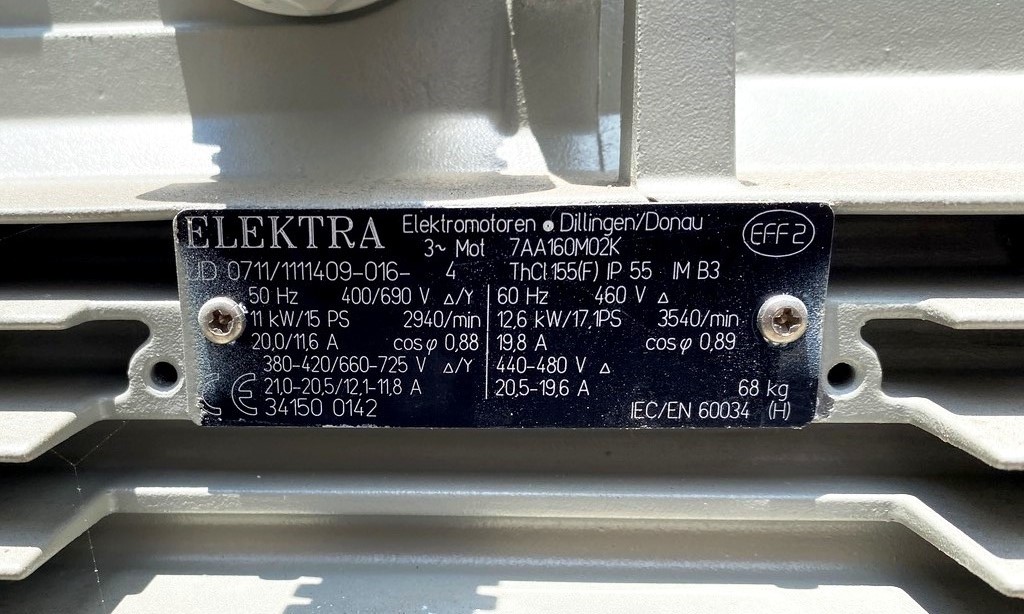 ELEKTRA Elektromotoren Dillingen/Donau
EFF2
3~ Mot 7AA160M02K
JD 0711/1111409-016- 4 ThCl.155(F) IP 55 IM B3
50 Hz 400/690 V △/Y 60 Hz 460 V △
11 kW/15 PS 2940/min 12,6 kW/17,1PS 3540/min
20,0/11,6 A cos φ 0,88 19,8 A cos φ 0,89
380-420/660-725 V △/Y 440-480 V △
CE 21,0-20,5/12,1-11,8 A 20,5-19,6 A 68 kg
34150 0142 IEC/EN 60034 (H)